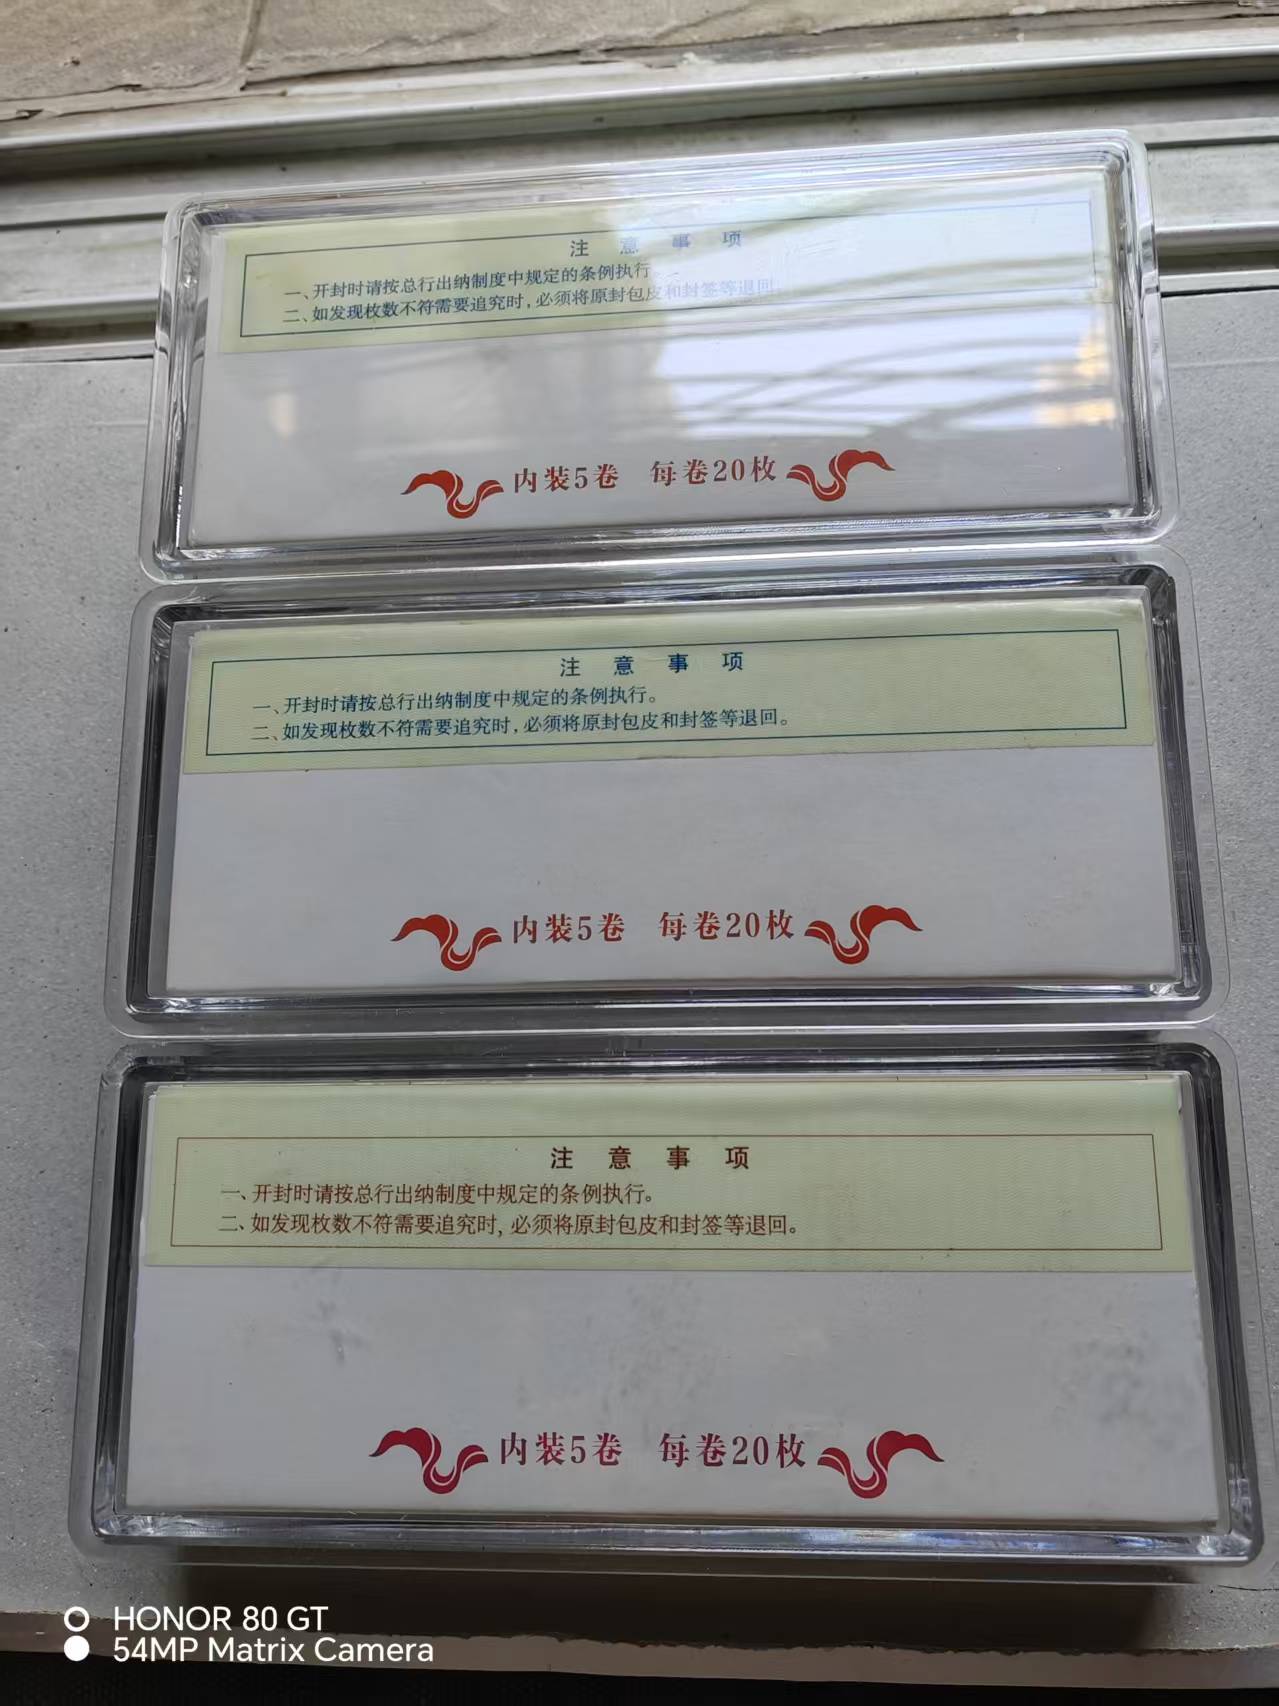 注 意 事 项
一、开封时请按总行出纳制度中规定的条例执行。
二、如发现枚数不符需要追究时，必须将原封包皮和封签等退回。
内装5卷 每卷20枚
注 意 事 项
一、开封时请按总行出纳制度中规定的条例执行。
二、如发现枚数不符需要追究时，必须将原封包皮和封签等退回。
内装5卷 每卷20枚
注 意 事 项
一、开封时请按总行出纳制度中规定的条例执行。
二、如发现枚数不符需要追究时，必须将原封包皮和封签等退回。
内装5卷 每卷20枚
HONOR 80 GT
54MP Matrix Camera